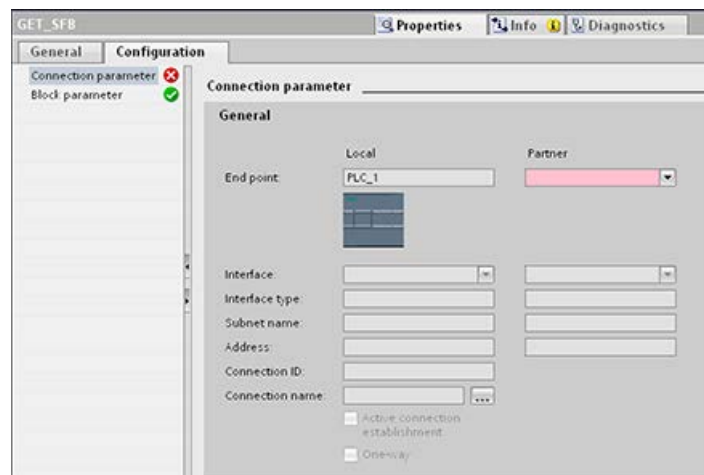 GET_SFB
Properties
Info
Diagnostics
General
Configuration
Connection parameter
Block parameter
Connection parameter
General
Local
Partner
End point:
PLC_1
Interface:
Interface type:
Subnet name:
Address:
Connection ID:
Connection name:
...
Active connection
establishment
One-way